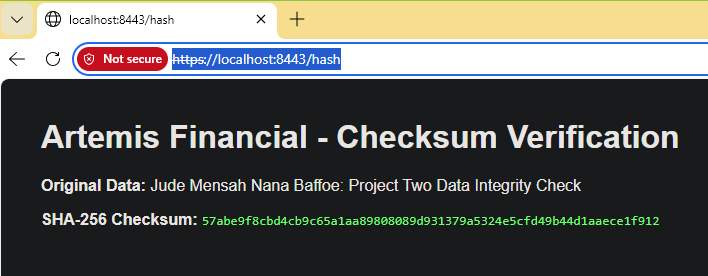 localhost:8443/hash
Not secure https://localhost:8443/hash
Artemis Financial - Checksum Verification
Original Data: Jude Mensah Nana Baffoe: Project Two Data Integrity Check
SHA-256 Checksum: 57abe9f8cbd4cb9c65a1aa89808089d931379a5324e5cfd49b44d1aaece1f912